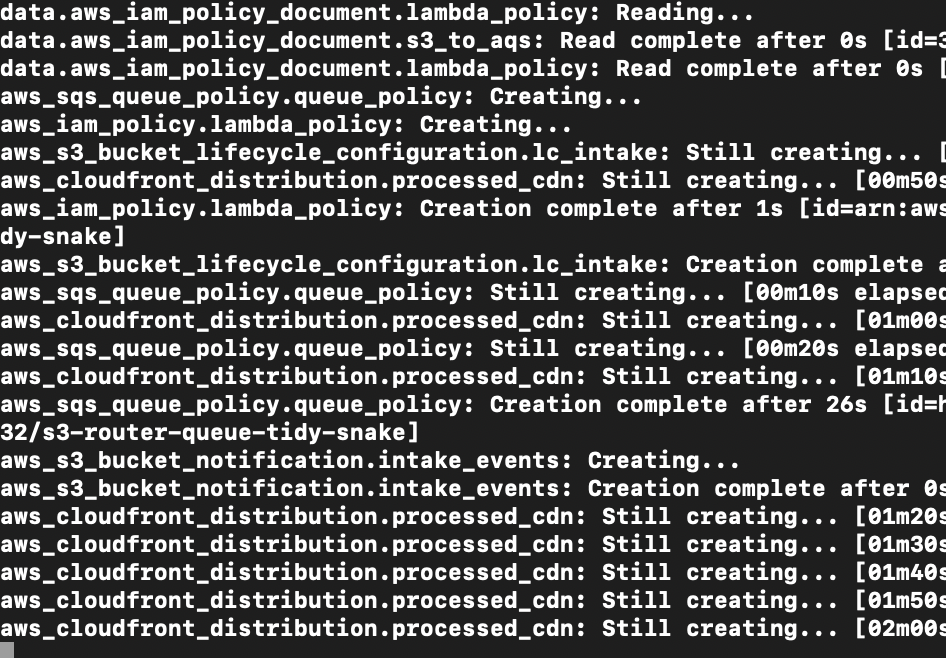 data.aws_iam_policy_document.lambda_policy: Reading...
data.aws_iam_policy_document.s3_to_aqs: Read complete after 0s [id=3
data.aws_iam_policy_document.lambda_policy: Read complete after 0s [
aws_sqs_queue_policy.queue_policy: Creating...
aws_iam_policy.lambda_policy: Creating...
aws_s3_bucket_lifecycle_configuration.lc_intake: Still creating... [
aws_cloudfront_distribution.processed_cdn: Still creating... [00m50s
aws_iam_policy.lambda_policy: Creation complete after 1s [id=arn:aws
dy-snake]
aws_s3_bucket_lifecycle_configuration.lc_intake: Creation complete a
aws_sqs_queue_policy.queue_policy: Still creating... [00m10s elapsed
aws_cloudfront_distribution.processed_cdn: Still creating... [01m00s
aws_sqs_queue_policy.queue_policy: Still creating... [00m20s elapsed
aws_cloudfront_distribution.processed_cdn: Still creating... [01m10s
aws_sqs_queue_policy.queue_policy: Creation complete after 26s [id=h
32/s3-router-queue-tidy-snake]
aws_s3_bucket_notification.intake_events: Creating...
aws_s3_bucket_notification.intake_events: Creation complete after 0s
aws_cloudfront_distribution.processed_cdn: Still creating... [01m20s
aws_cloudfront_distribution.processed_cdn: Still creating... [01m30s
aws_cloudfront_distribution.processed_cdn: Still creating... [01m40s
aws_cloudfront_distribution.processed_cdn: Still creating... [01m50s
aws_cloudfront_distribution.processed_cdn: Still creating... [02m00s